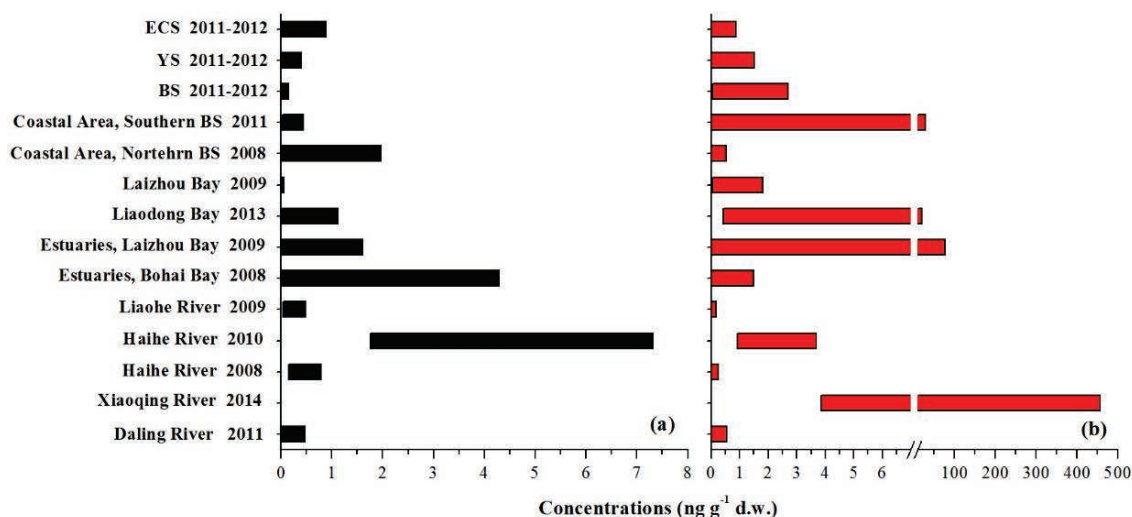 ECS 2011-2012
YS 2011-2012
BS 2011-2012
Coastal Area, Southern BS 2011
Coastal Area, Nortehrn BS 2008
Laizhou Bay 2009
Liaodong Bay 2013
Estuaries, Laizhou Bay 2009
Estuaries, Bohai Bay 2008
Liaohe River 2009
Haihe River 2010
Haihe River 2008
Xiaoqing River 2014
Daling River 2011
(a)
(b)
0 1 2 3 4 5 6 7 8
0 1 2 3 4 5 6 100 200 300 400 500
Concentrations (ng g⁻¹ d.w.)